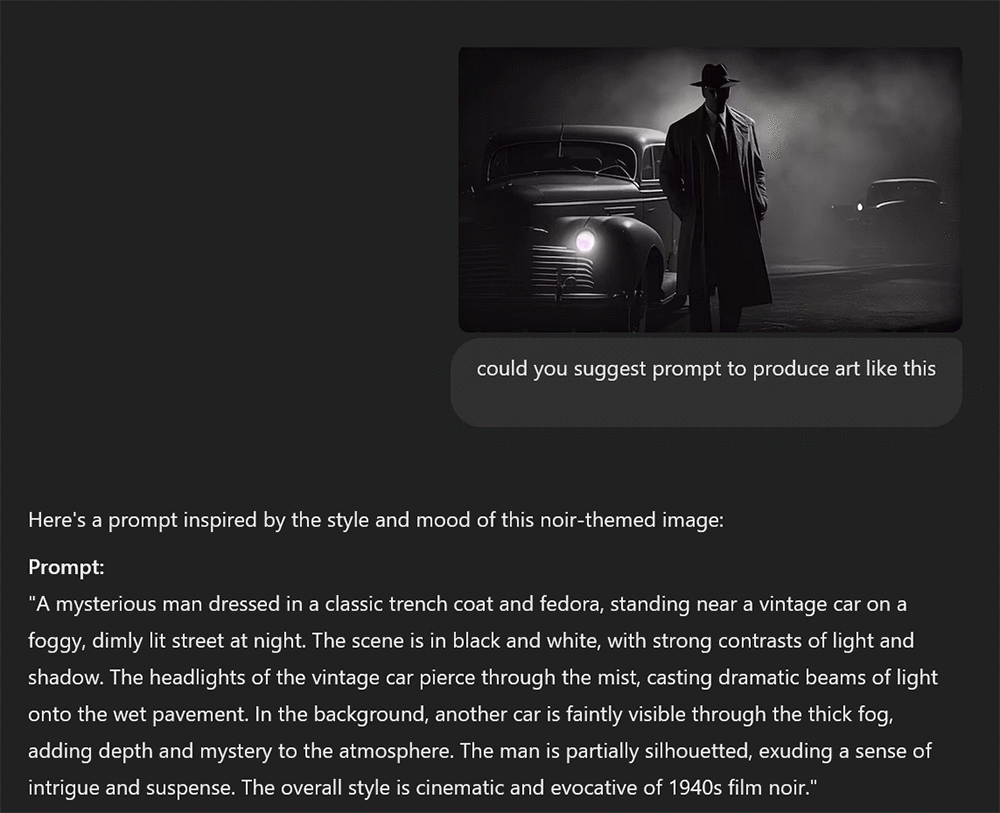 could you suggest prompt to produce art like this
Here's a prompt inspired by the style and mood of this noir-themed image:
Prompt:
"A mysterious man dressed in a classic trench coat and fedora, standing near a vintage car on a
foggy, dimly lit street at night. The scene is in black and white, with strong contrasts of light and
shadow. The headlights of the vintage car pierce through the mist, casting dramatic beams of light
onto the wet pavement. In the background, another car is faintly visible through the thick fog,
adding depth and mystery to the atmosphere. The man is partially silhouetted, exuding a sense of
intrigue and suspense. The overall style is cinematic and evocative of 1940s film noir."